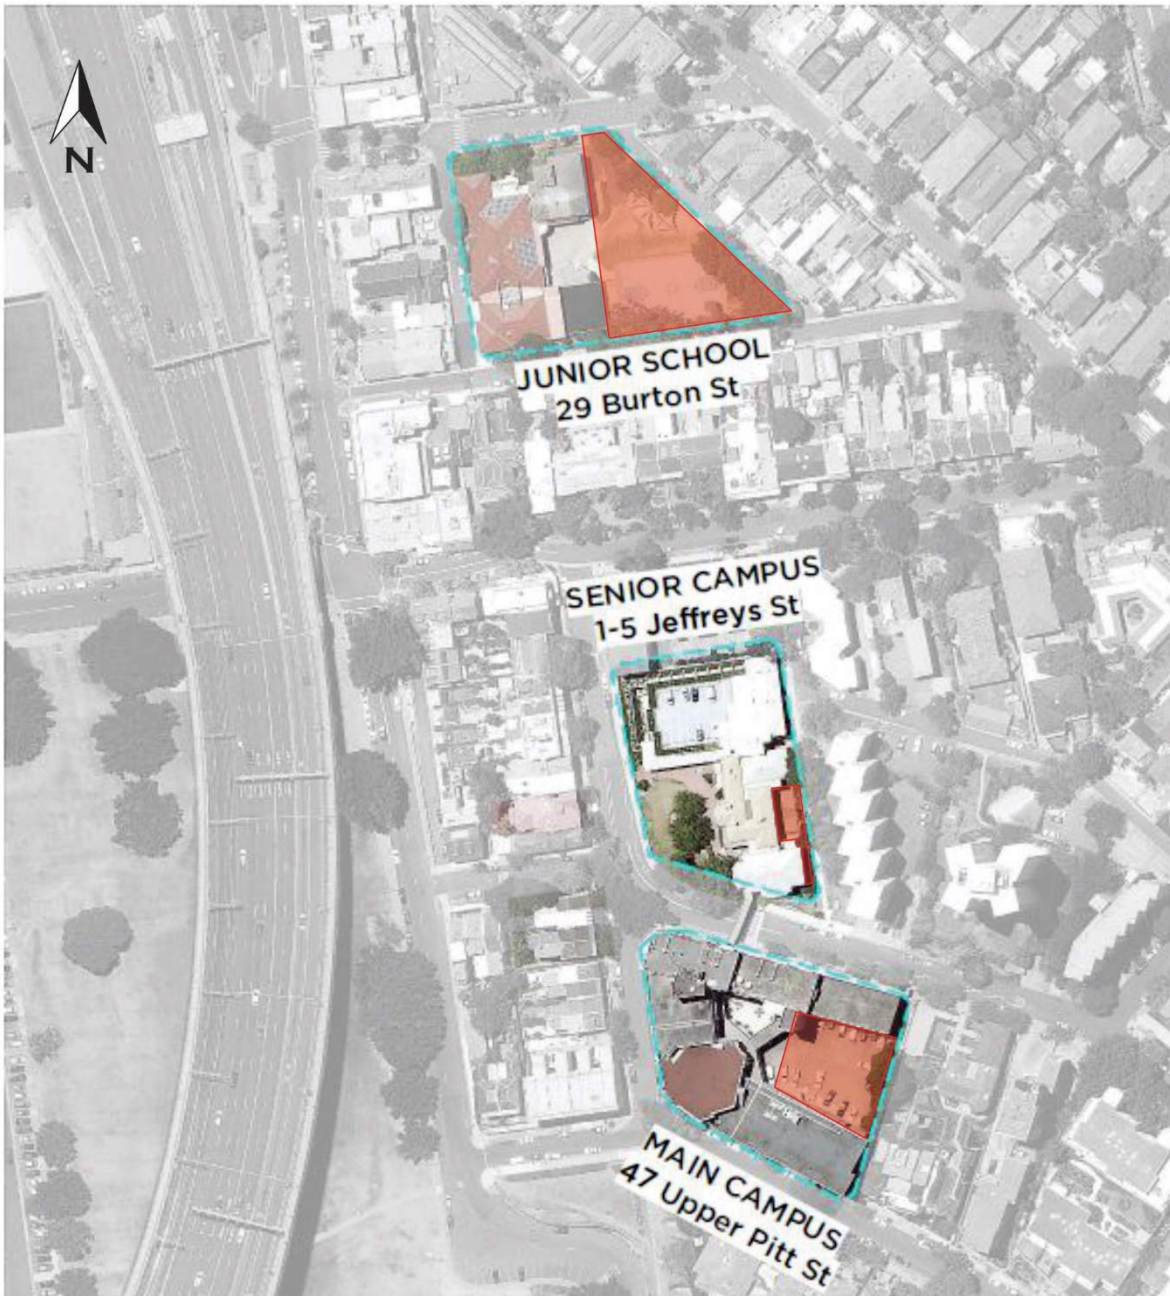 N
JUNIOR SCHOOL
29 Burton St
SENIOR CAMPUS
1-5 Jeffreys St
MAIN CAMPUS
47 Upper Pitt St